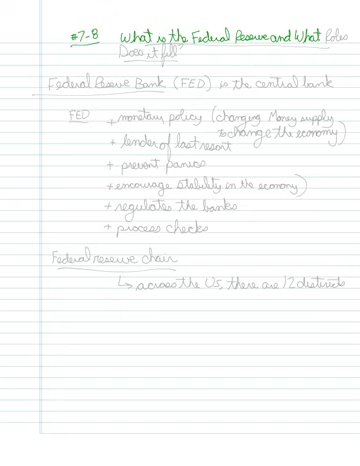 #7-8 What is the Federal Reserve and What Roles
Does it fill?
Federal Reserve Bank (FED) is the central bank
FED + monetary policy (changing Money supply
to change the economy)
+ lender of last resort
+ prevent panics
+ encourage stability in the economy)
+ regulates the banks
+ process checks
Federal reserve chair
↳ across the US, there are 12 districts